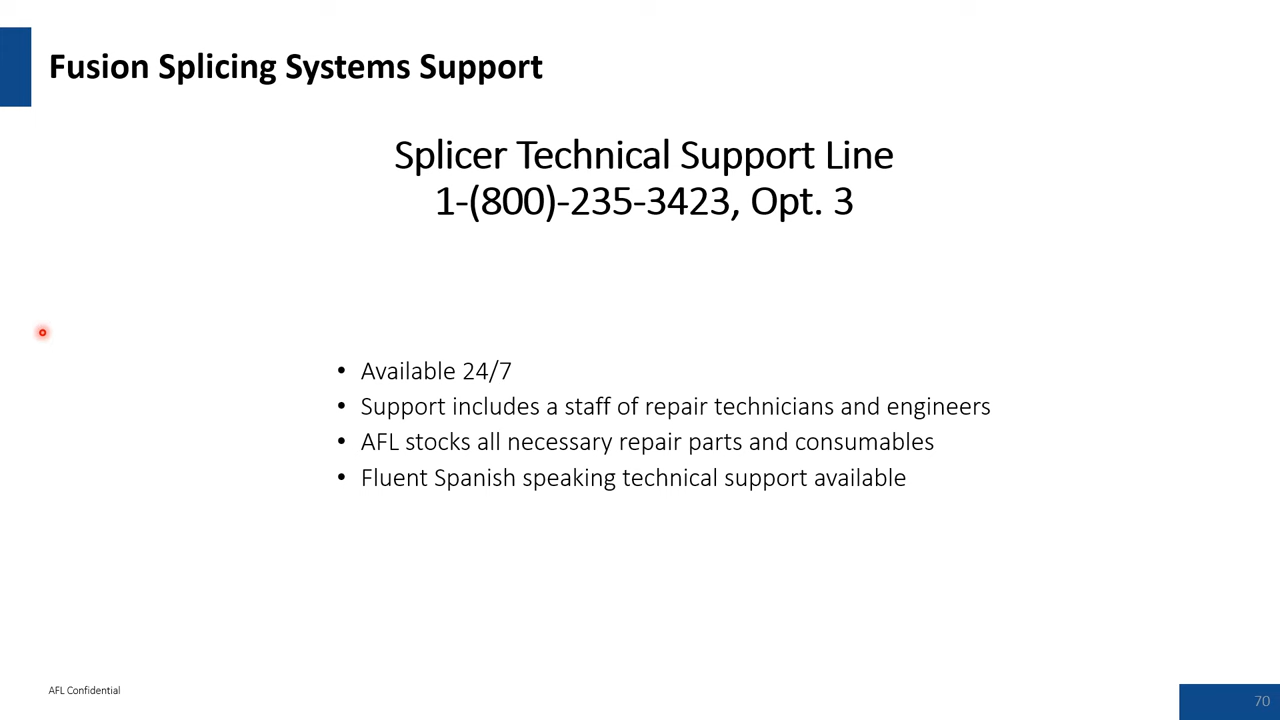 Fusion Splicing Systems Support
Splicer Technical Support Line
1-(800)-235-3423, Opt. 3
• Available 24/7
• Support includes a staff of repair technicians and engineers
• AFL stocks all necessary repair parts and consumables
• Fluent Spanish speaking technical support available
AFL Confidential
70